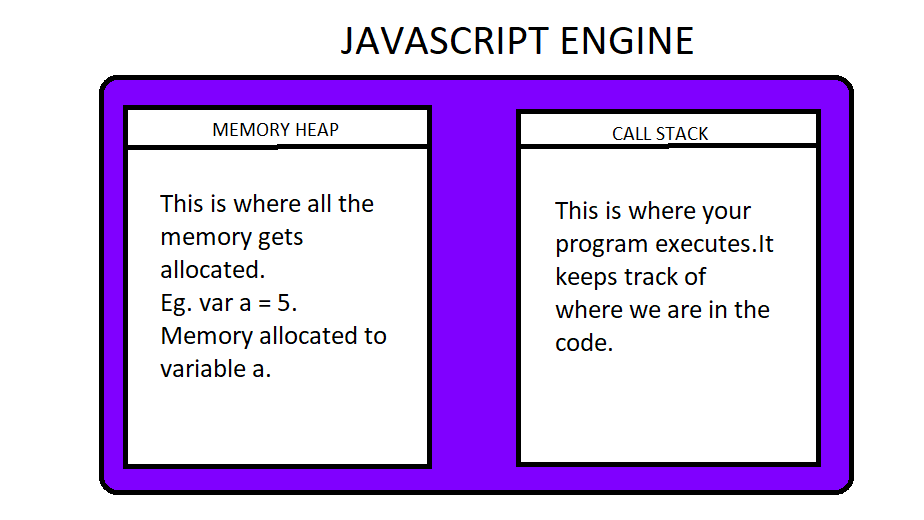 JAVASCRIPT ENGINE
MEMORY HEAP
This is where all the
memory gets
allocated.
Eg. var a = 5.
Memory allocated to
variable a.
CALL STACK
This is where your
program executes.It
keeps track of
where we are in the
code.